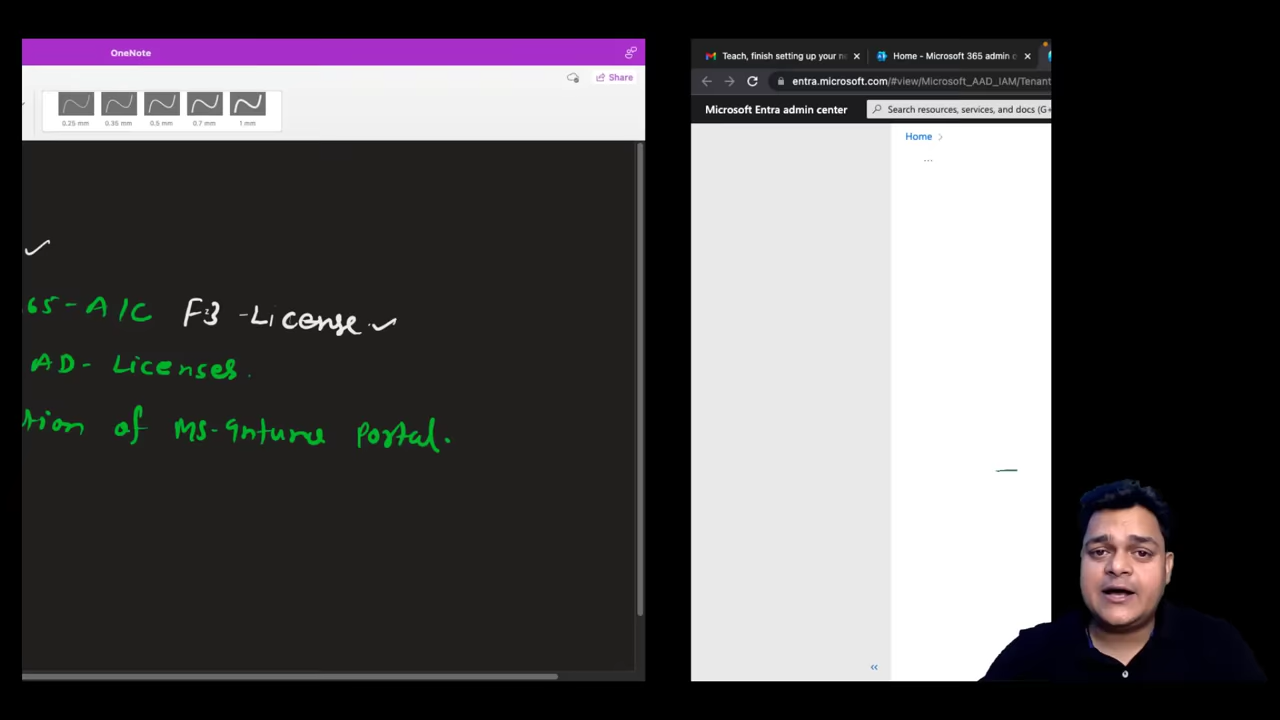 OneNote
Share
0.25 mm 0.35 mm 0.5 mm 0.7 mm 1 mm
65-A/C F3 -License
AD- Licenses.
tion of MS-Intune Portal.
Teach, finish setting up your n
Home - Microsoft 365 admin c
entra.microsoft.com/#view/Microsoft_AAD_IAM/Tenant
Microsoft Entra admin center
Search resources, services, and docs (G+
Home
...